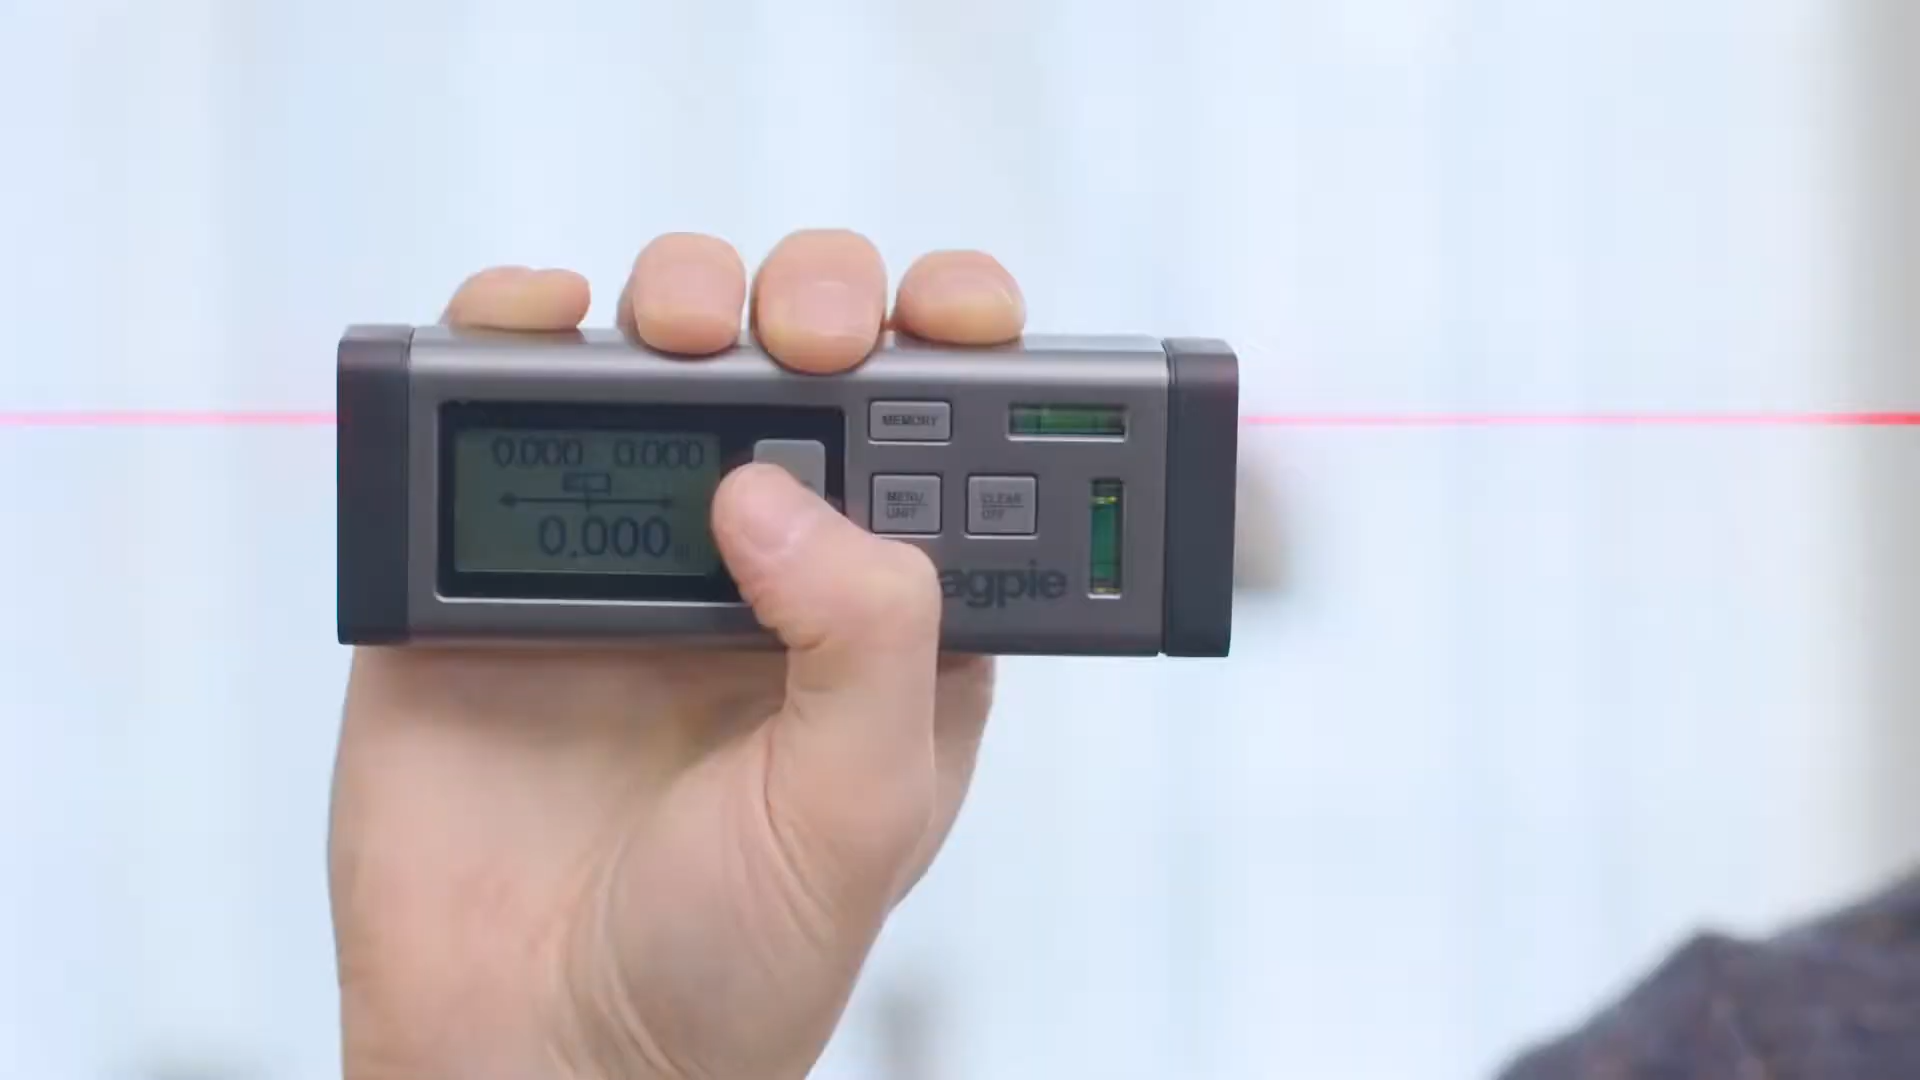 0.000 0.000
0.000
MEMORY
MENU
UNIT
CLEAR
OFF
agpie